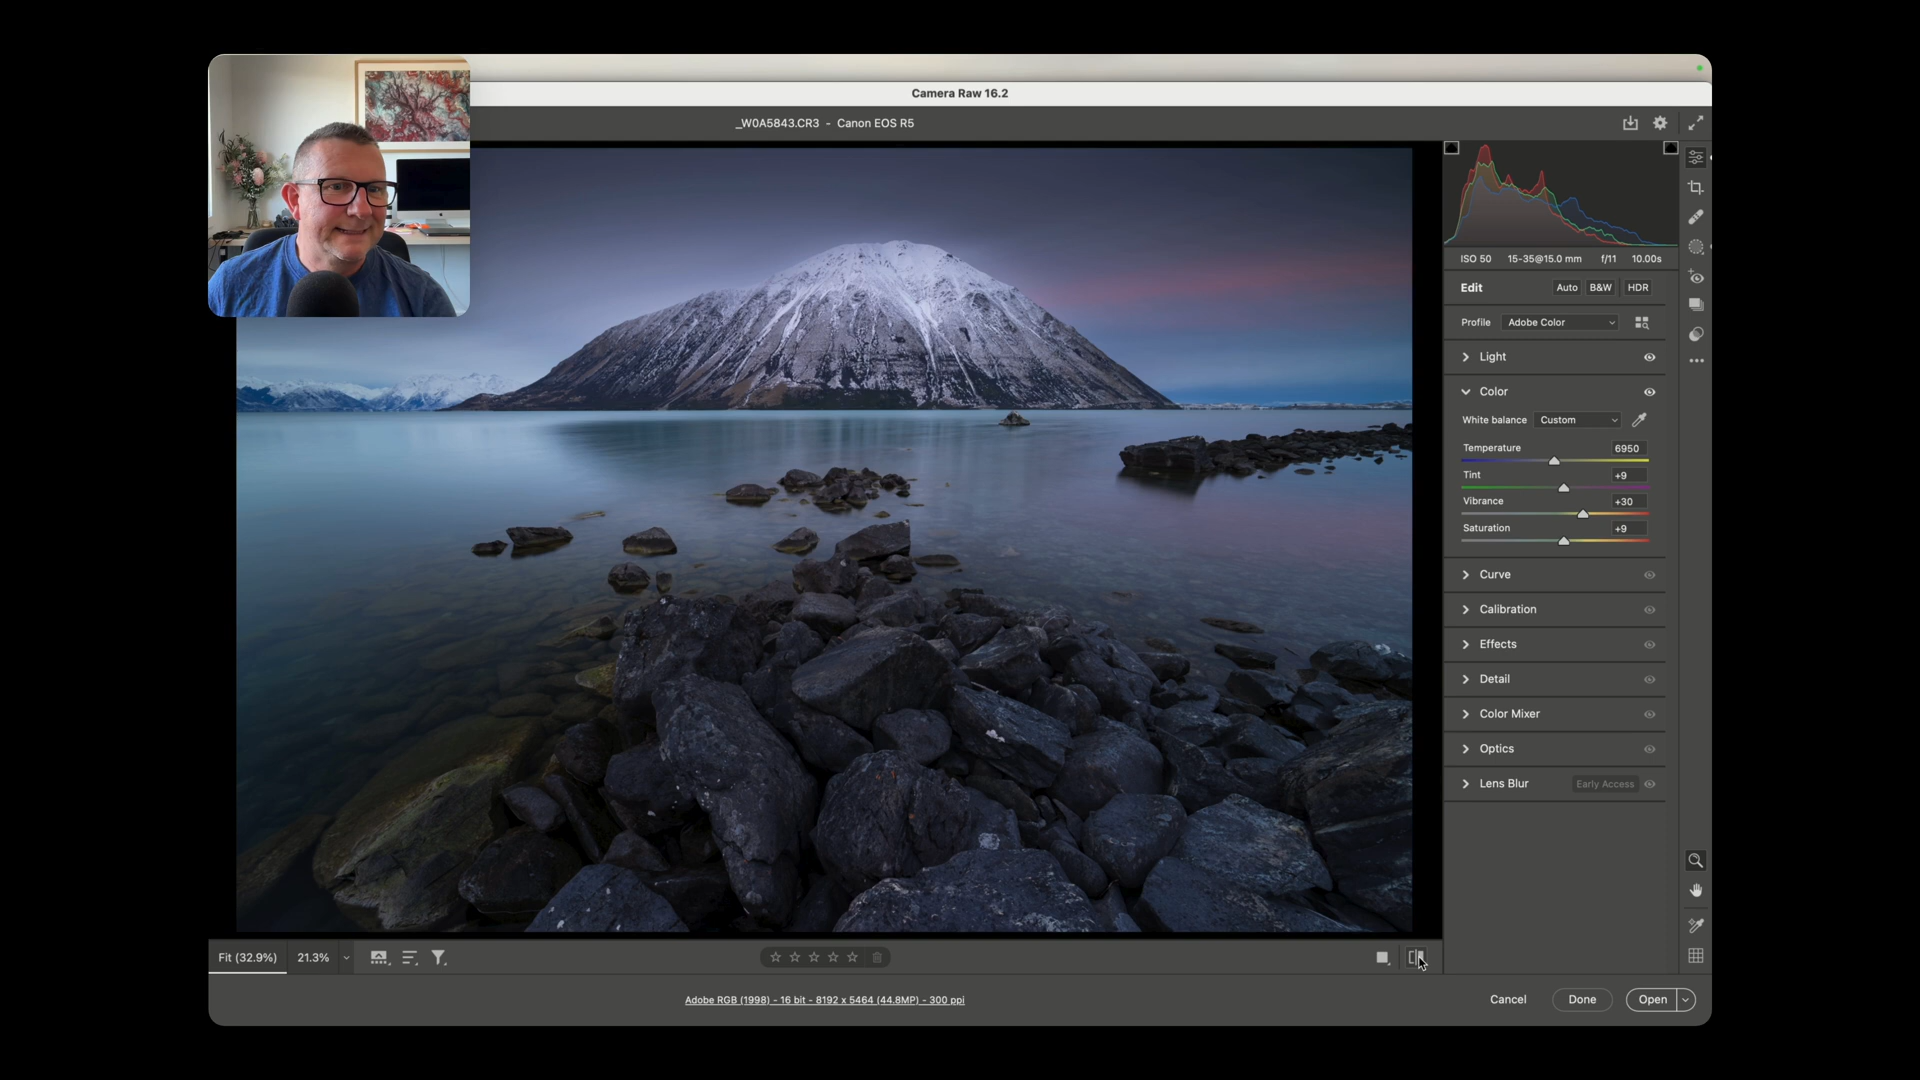 Camera Raw 16.2
_W0A5843.CR3 - Canon EOS R5
ISO 50 15-35@15.0 mm f/11 10.00s
Edit Auto B&W HDR
Profile Adobe Color
Light
Color
White balance Custom
Temperature 6950
Tint +9
Vibrance +30
Saturation +9
Curve
Calibration
Effects
Detail
Color Mixer
Optics
Lens Blur Early Access
Fit (32.9%) 21.3%
Adobe RGB (1998) - 16 bit - 8192 x 5464 (44.8MP) - 300 ppi
Cancel Done Open